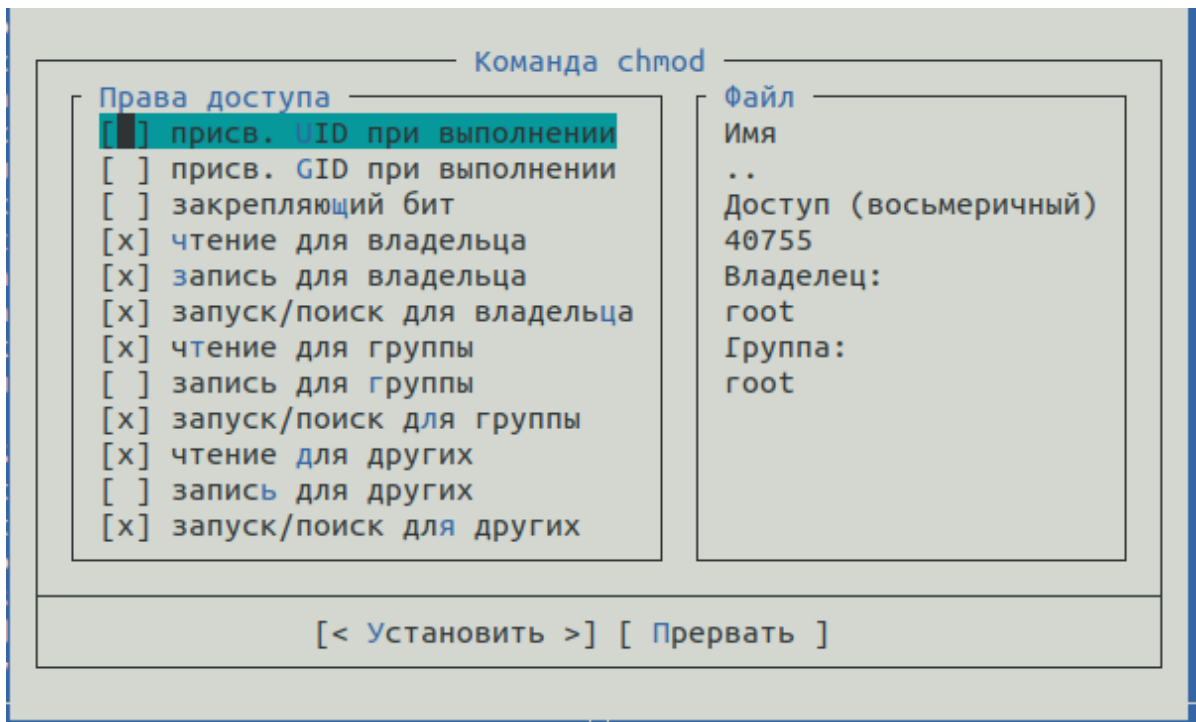 Команда chmod
Права доступа
[ ] присв. UID при выполнении
[ ] присв. GID при выполнении
[ ] закрепляющий бит
[x] чтение для владельца
[x] запись для владельца
[x] запуск/поиск для владельца
[x] чтение для группы
[ ] запись для группы
[x] запуск/поиск для группы
[x] чтение для других
[ ] запись для других
[x] запуск/поиск для других
Файл
Имя
..
Доступ (восьмеричный)
40755
Владелец:
root
Группа:
root
[< Установить >] [ Прервать ]